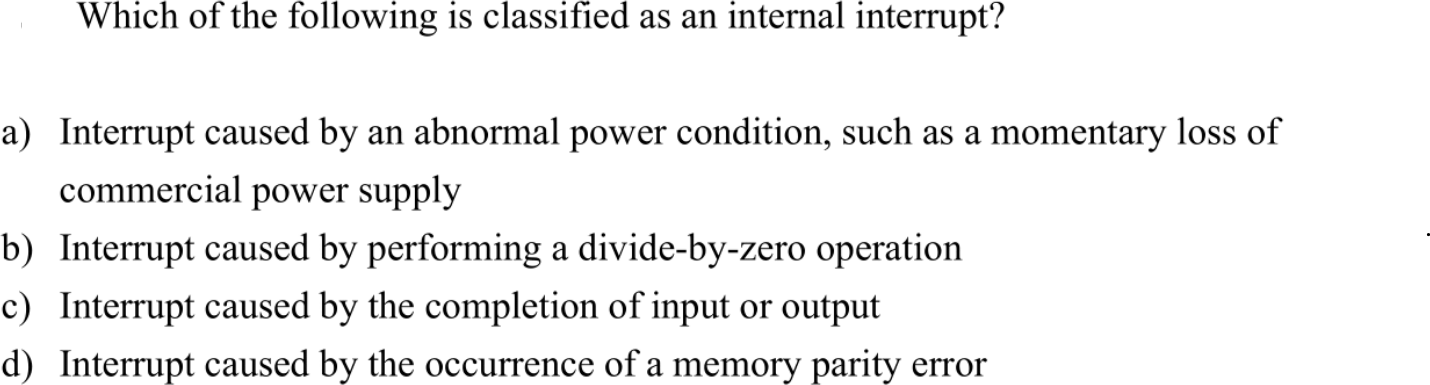 Which of the following is classified as an internal interrupt?
a) Interrupt caused by an abnormal power condition, such as a momentary loss of
commercial power supply
b) Interrupt caused by performing a divide-by-zero operation
c) Interrupt caused by the completion of input or output
d) Interrupt caused by the occurrence of a memory parity error